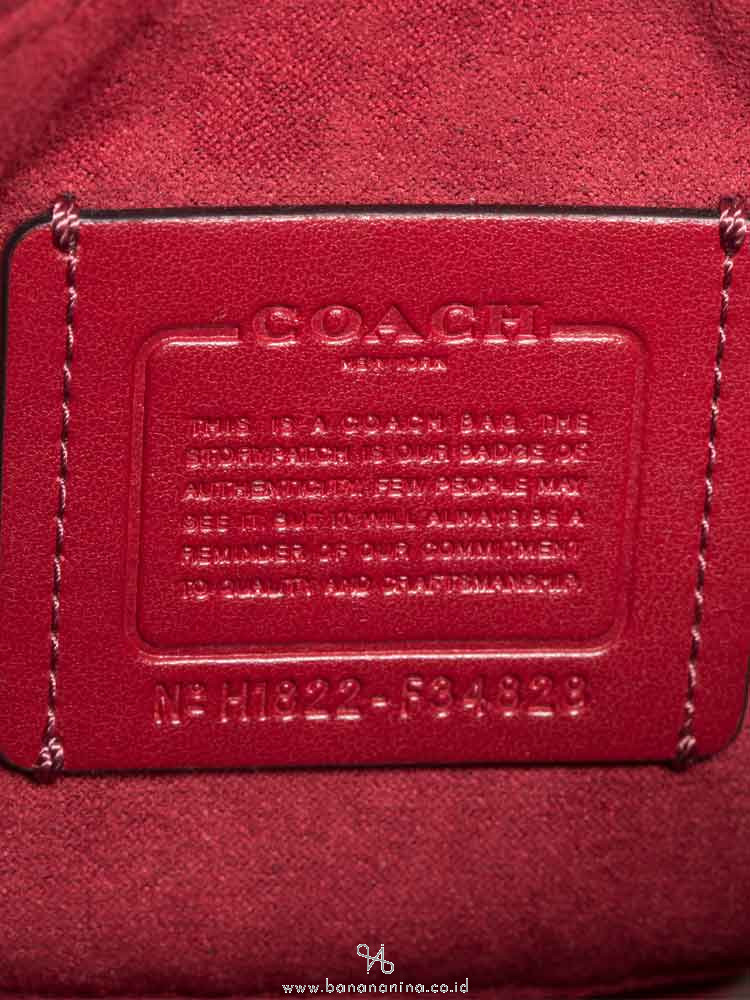 COACH
NEW YORK
THIS IS A COACH BAG. THE
STORYPATCH IS OUR BADGE OF
AUTHENTICITY. FEW PEOPLE MAY
SEE IT BUT IT WILL ALWAYS BE A
REMINDER OF OUR COMMITMENT
TO QUALITY AND CRAFTSMANSHIP.
Nº H1822-F34828
www.banananina.co.id